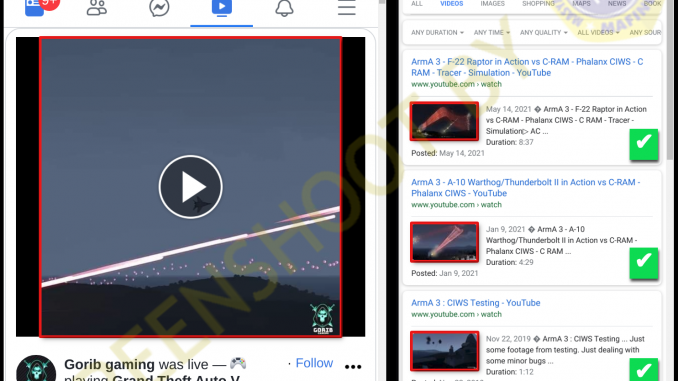 9+
GORIB
Gorib gaming was live — 🎮
· Follow
playing Grand Theft Auto V
SCREENSHOOT BY
ALL VIDEOS IMAGES SHOPPING MAPS NEWS BOOK
ANY DURATION ANY TIME ANY QUALITY ALL VIDEOS ANY SOUR
ArmA 3 - F-22 Raptor in Action vs C-RAM - Phalanx CIWS - C
RAM - Tracer - Simulation - YouTube
www.youtube.com › watch
May 14, 2021 � ArmA 3 - F-22 Raptor in Action
vs C-RAM - Phalanx CIWS - C RAM - Tracer -
Simulation▷ AC ...
Duration: 8:37
Posted: May 14, 2021
ArmA 3 - A-10 Warthog/Thunderbolt II in Action vs C-RAM -
Phalanx CIWS - YouTube
www.youtube.com › watch
Jan 9, 2021 � ArmA 3 - A-10
Warthog/Thunderbolt II in Action vs C-RAM -
Phalanx CIWS - C RAM ...
Duration: 4:29
Posted: Jan 9, 2021
ArmA 3 : CIWS Testing - YouTube
www.youtube.com › watch
Nov 22, 2019 � ArmA 3 : CIWS Testing ... Just
some footage from testing. Just dealing with
some minor bugs ...
Duration: 1:12